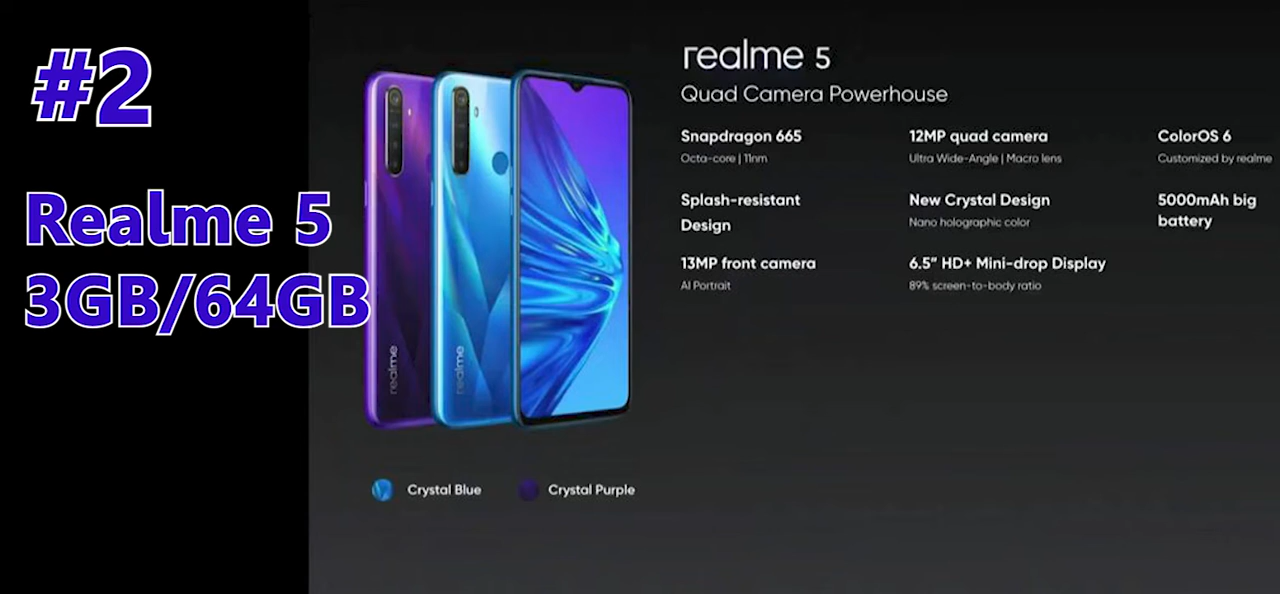 #2
Realme 5
3GB/64GB
realme
realme
realme 5
Quad Camera Powerhouse
Snapdragon 665
Octa-core | 11nm
12MP quad camera
Ultra Wide-Angle | Macro lens
ColorOS 6
Customized by realme
Splash-resistant
Design
New Crystal Design
Nano holographic color
5000mAh big
battery
13MP front camera
AI Portrait
6.5” HD+ Mini-drop Display
89% screen-to-body ratio
Crystal Blue
Crystal Purple